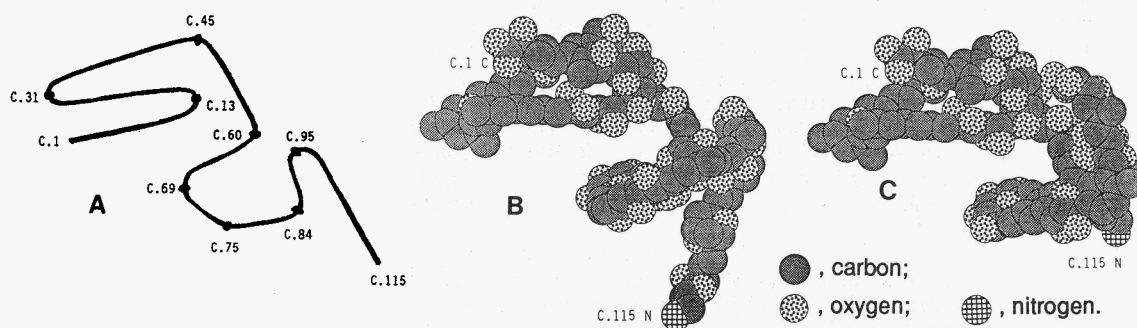 C.45
C.31
C.13
C.1
C.60
C.95
C.69
A
C.75
C.84
C.115
C.1 C
B
C.115 N
C.1 C
C
C.115 N
, carbon;
, oxygen;
, nitrogen.